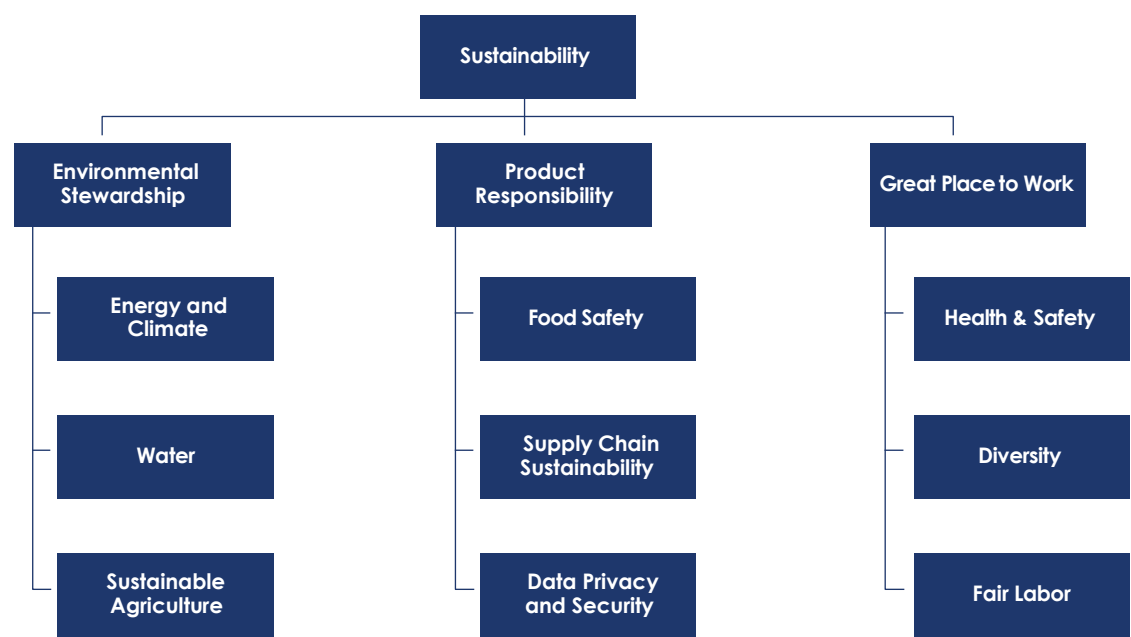 Sustainability
Environmental
Stewardship
Product
Responsibility
Great Place to Work
Energy and
Climate
Food Safety
Health & Safety
Water
Supply Chain
Sustainability
Diversity
Sustainable
Agriculture
Data Privacy
and Security
Fair Labor